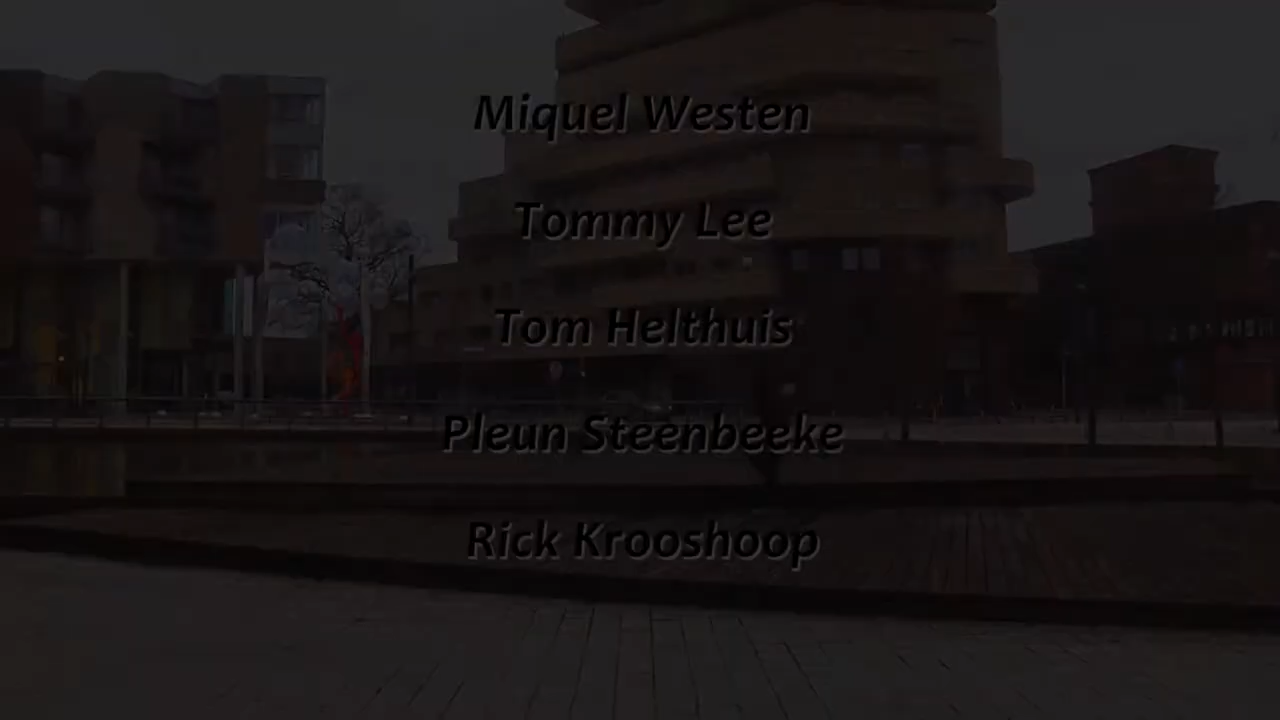 Miquel Westen
Tommy Lee
Tom Helthuis
Pleun Steenbeeke
Rick Krooshoop